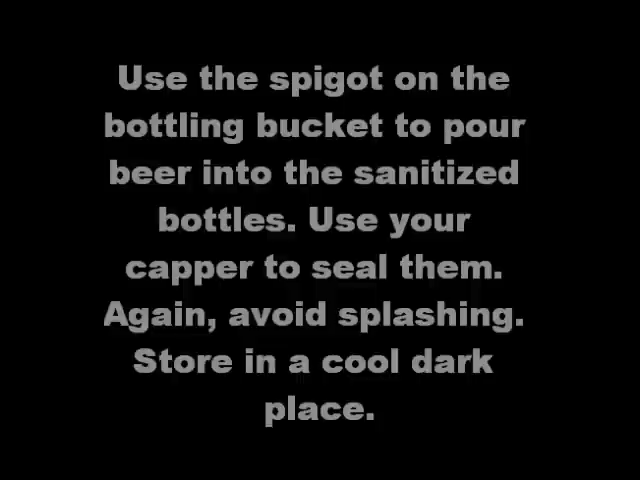 Use the spigot on the
bottling bucket to pour
beer into the sanitized
bottles. Use your
capper to seal them.
Again, avoid splashing.
Store in a cool dark
place.